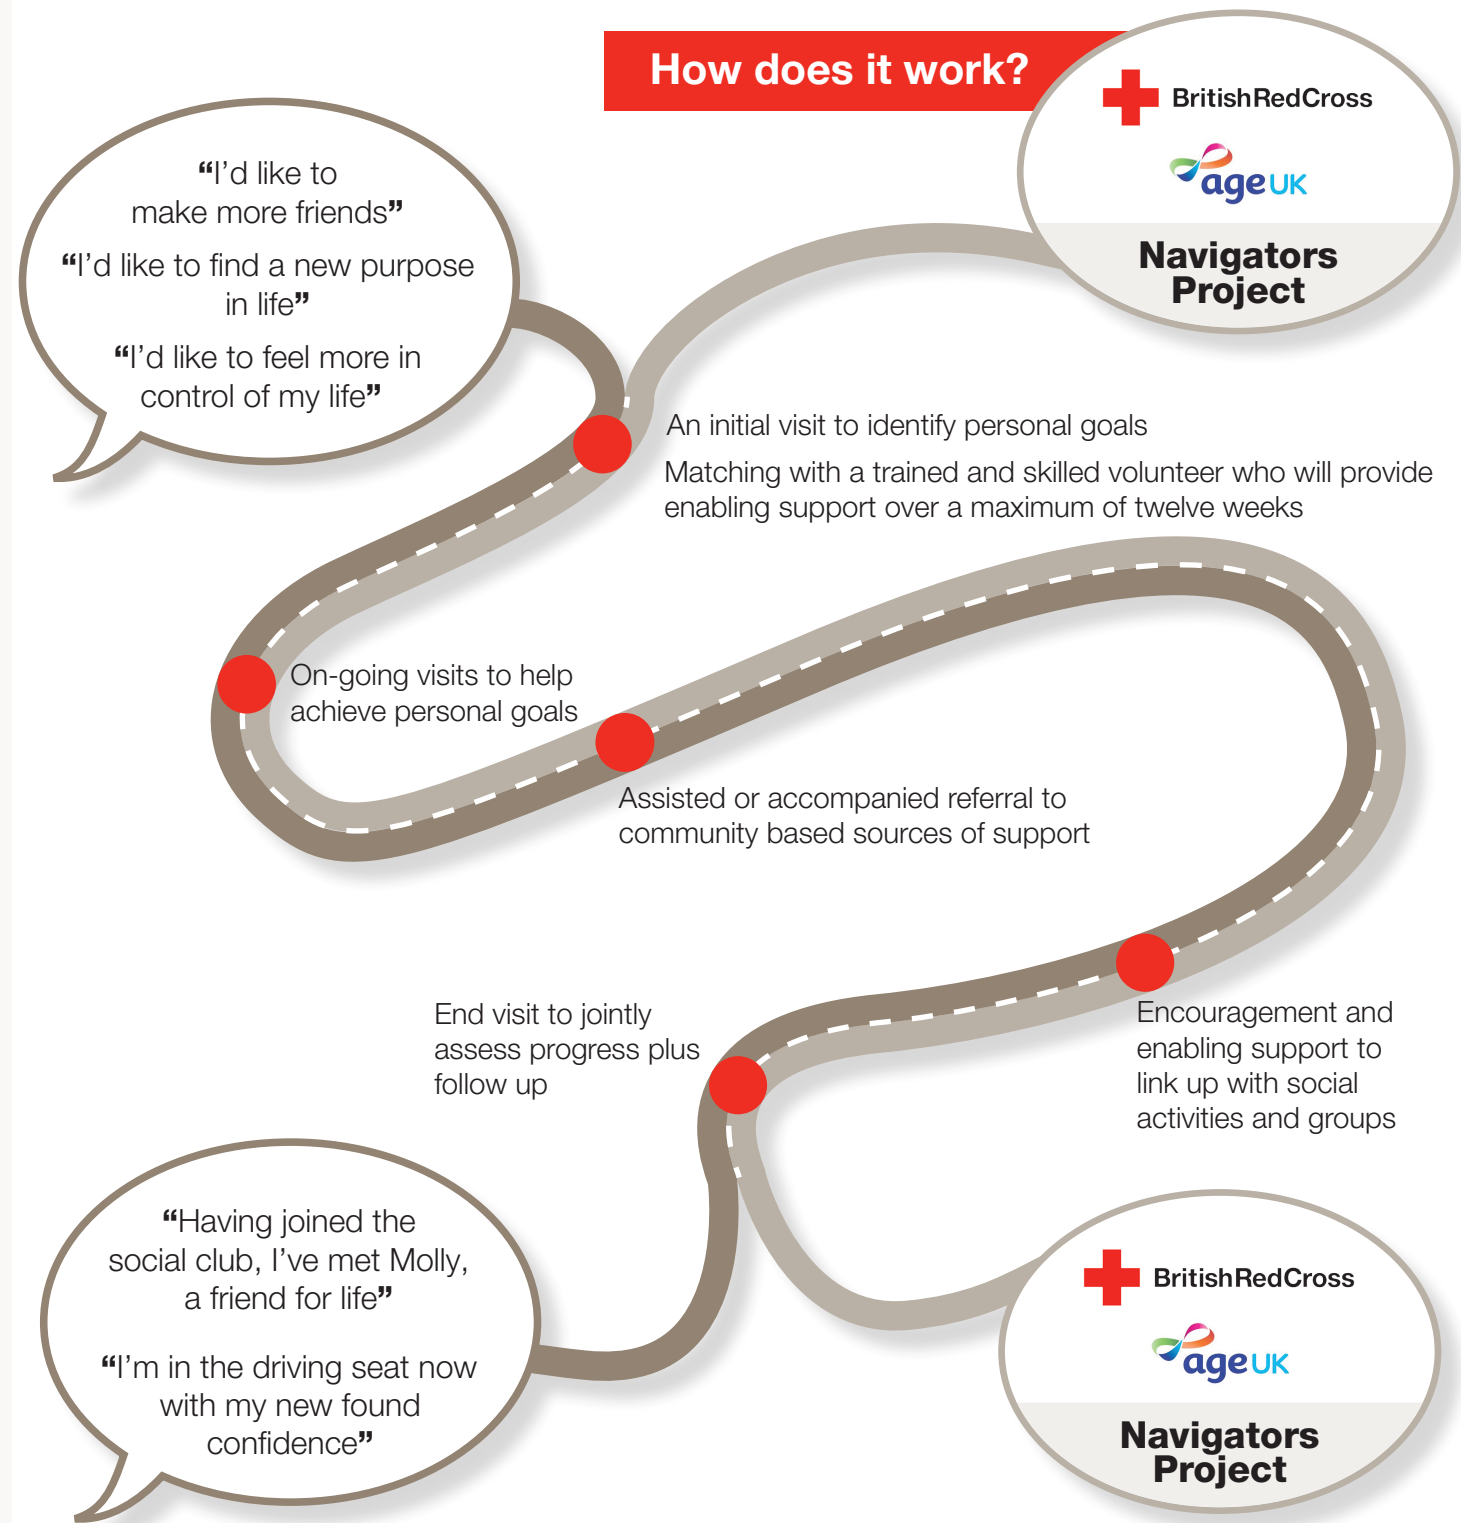 How does it work?
BritishRedCross
ageUK
Navigators
Project
“I’d like to
make more friends”
“I’d like to find a new purpose
in life”
“I’d like to feel more in
control of my life”
An initial visit to identify personal goals
Matching with a trained and skilled volunteer who will provide
enabling support over a maximum of twelve weeks
On-going visits to help
achieve personal goals
Assisted or accompanied referral to
community based sources of support
Encouragement and
enabling support to
link up with social
activities and groups
End visit to jointly
assess progress plus
follow up
“Having joined the
social club, I’ve met Molly,
a friend for life”
“I’m in the driving seat now
with my new found
confidence”
BritishRedCross
ageUK
Navigators
Project